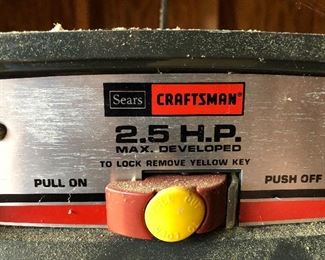 Sears CRAFTSMAN
2.5 H.P.
MAX. DEVELOPED
TO LOCK REMOVE YELLOW KEY
PULL ON PUSH OFF